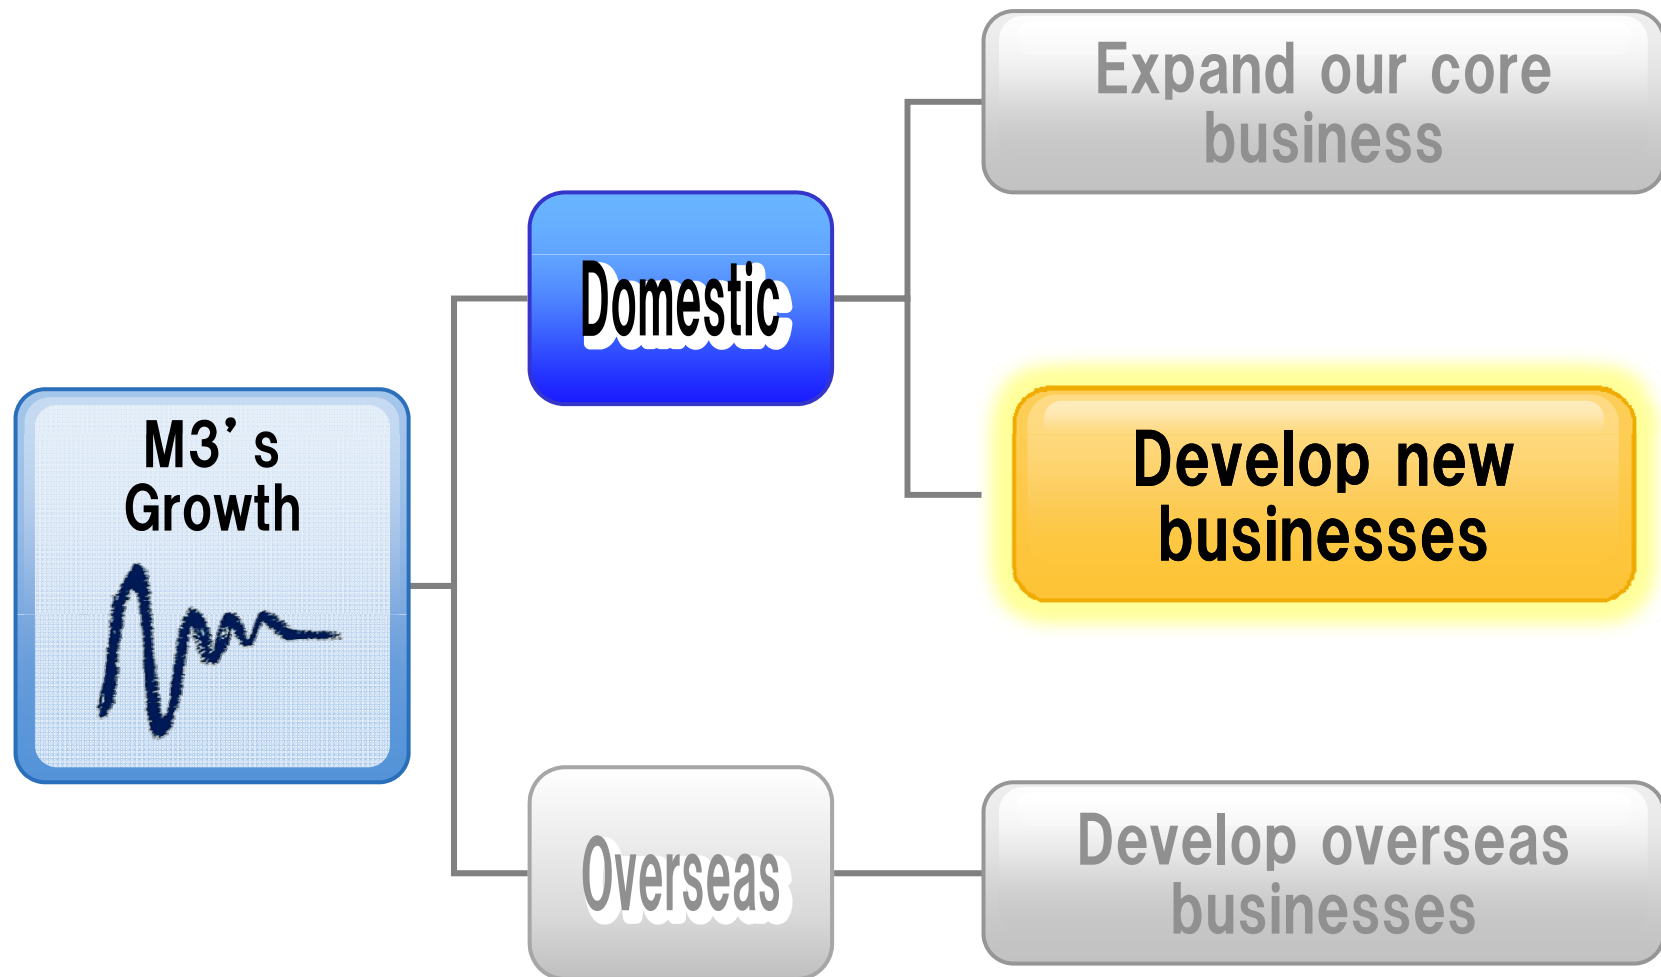 Expand our core
business
Domestic
M3's
Growth
Develop new
businesses
Overseas
Develop overseas
businesses